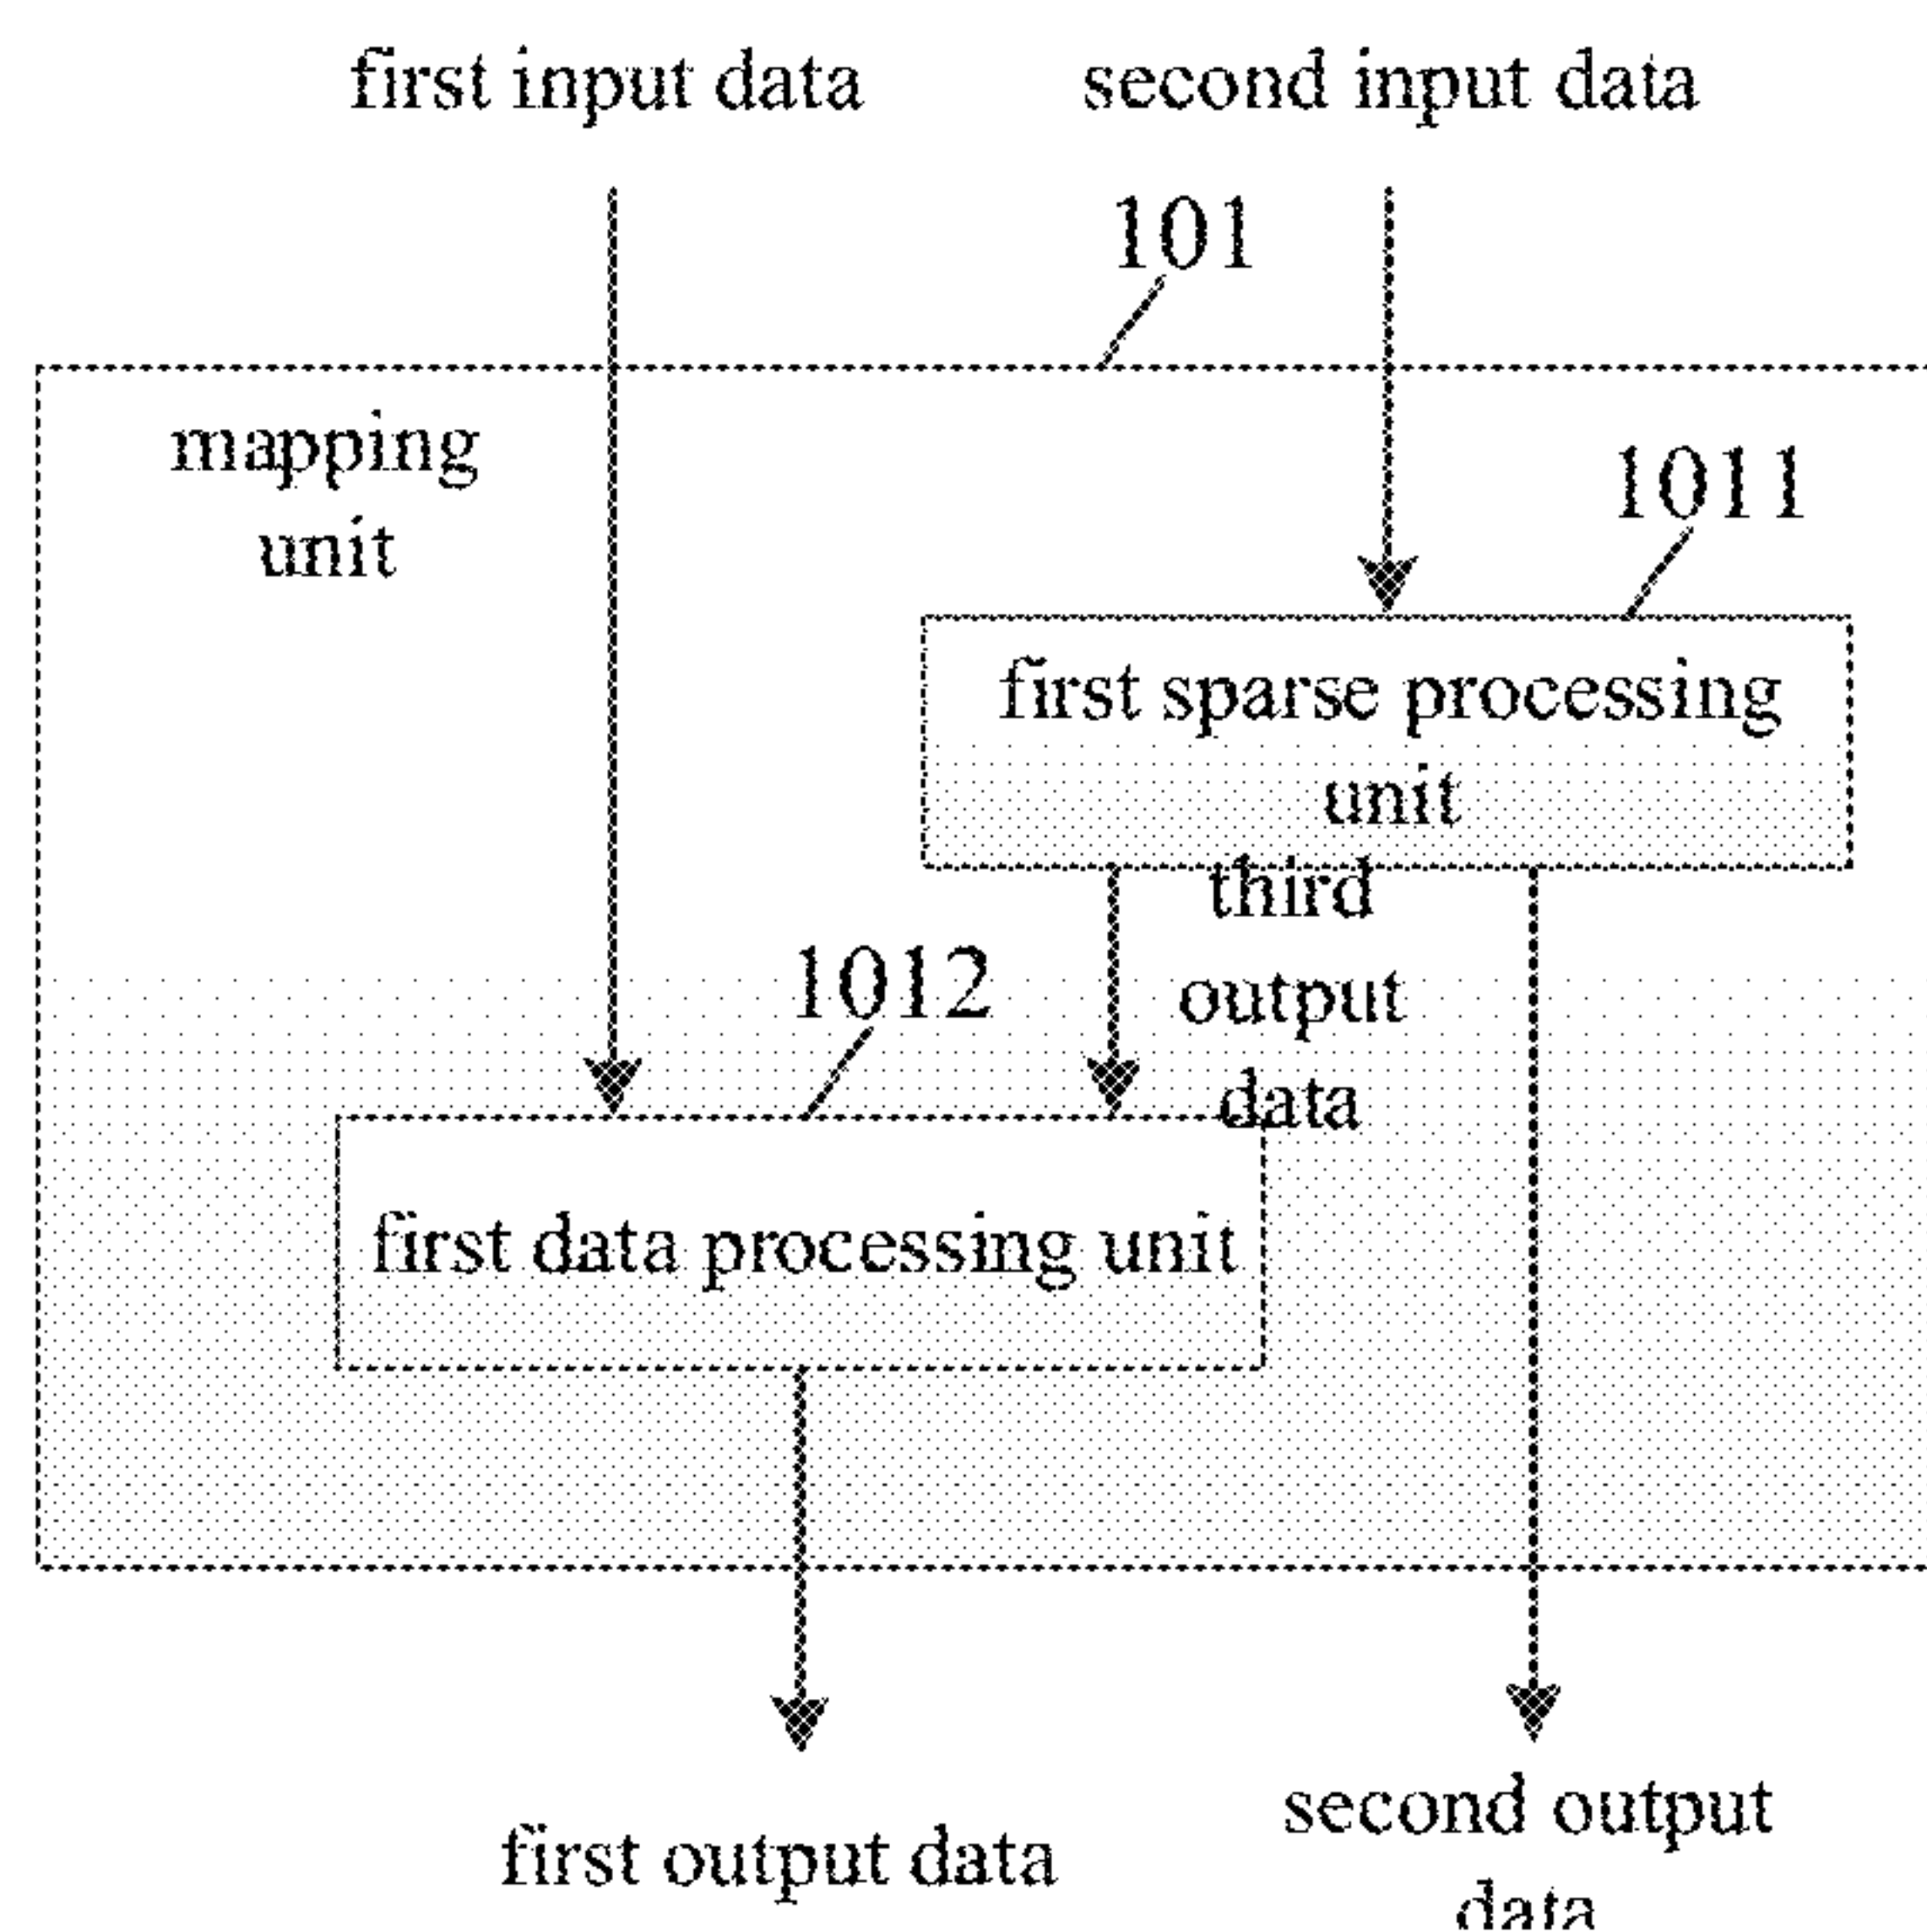 first input data
second input data
101
mapping
unit
1011
first sparse processing
unit
third
output
data
1012
first data processing unit
first output data
second output
data